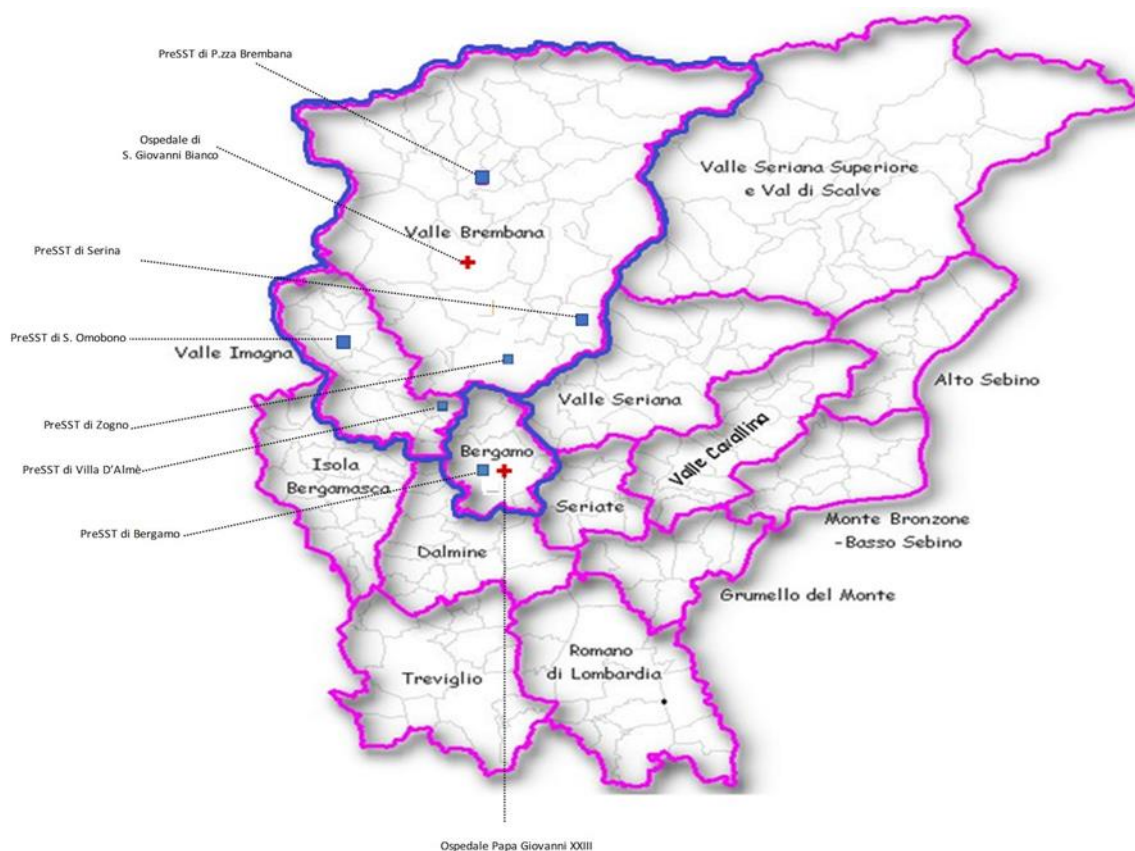 PreSST di P.zza Brembana
Ospedale di
S. Giovanni Bianco
Valle Seriana Superiore
e Val di Scalve
Valle Brembana
PreSST di Serina
PreSST di S. Omobono
Valle Imagna
Alto Sebino
Valle Seriana
PreSST di Zogno
Valle Cavallina
Bergamo
PreSST di Villa D'Almè
Isola
Bergamasca
Seriate
PreSST di Bergamo
Monte Bronzone
-Basso Sebino
Dalmine
Grumello del Monte
Romano
di Lombardia
Treviglio
Ospedale Papa Giovanni XXIII